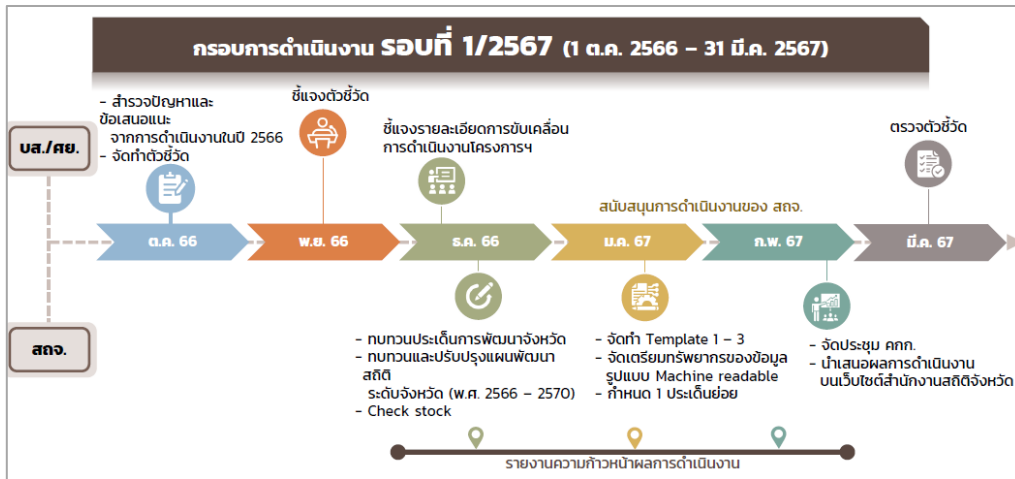 กรอบการดำเนินงาน รอบที่ 1/2567 (1 ต.ค. 2566 – 31 มี.ค. 2567)
บส./ศย.
- สำรวจปัญหาและ
ข้อเสนอแนะ
จากการดำเนินงานในปี 2566
- จัดทำตัวชี้วัด
ชี้แจงตัวชี้วัด
ชี้แจงรายละเอียดการขับเคลื่อน
การดำเนินงานโครงการฯ
ตรวจตัวชี้วัด
สนับสนุนการดำเนินงานของ สถจ.
ต.ค. 66
พ.ย. 66
ธ.ค. 66
ม.ค. 67
ก.พ. 67
มี.ค. 67
สถจ.
- ทบทวนประเด็นการพัฒนาจังหวัด
- ทบทวนและปรับปรุงแผนพัฒนา
สถิติ
ระดับจังหวัด (พ.ศ. 2566 – 2570)
- Check stock
- จัดทำ Template 1 – 3
- จัดเตรียมทรัพยากรของข้อมูล
รูปแบบ Machine readable
- กำหนด 1 ประเด็นย่อย
- จัดประชุม คกก.
- นำเสนอผลการดำเนินงาน
บนเว็บไซต์สำนักงานสถิติจังหวัด
รายงานความก้าวหน้าผลการดำเนินงาน